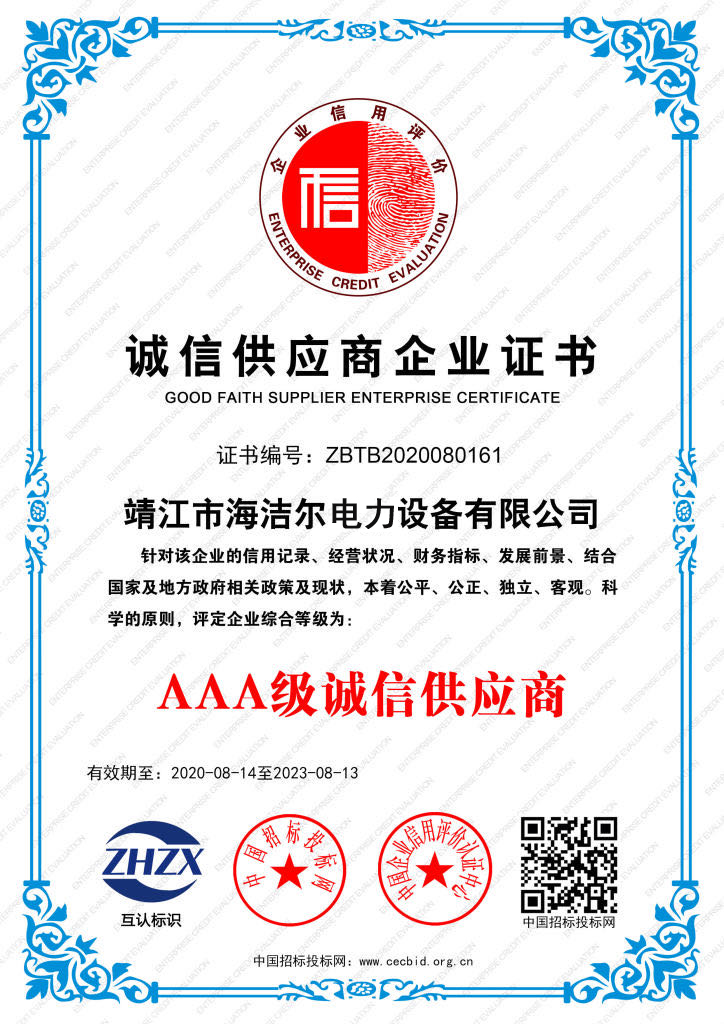 企业信用评价
信
ENTERPRISE CREDIT EVALUATION
诚信供应商企业证书
GOOD FAITH SUPPLIER ENTERPRISE CERTIFICATE
证书编号：ZBTB2020080161
靖江市海洁尔电力设备有限公司
针对该企业的信用记录、经营状况、财务指标、发展前景、结合
国家及地方政府相关政策及现状，本着公平、公正、独立、客观。科
学的原则，评定企业综合等级为：
AAA级诚信供应商
有效期至：2020-08-14至2023-08-13
ZHZX
互认标识
中国招标投标网
中国企业信用评价认证中心
中国招标投标网
中国招标投标网：www.cecbid.org.cn